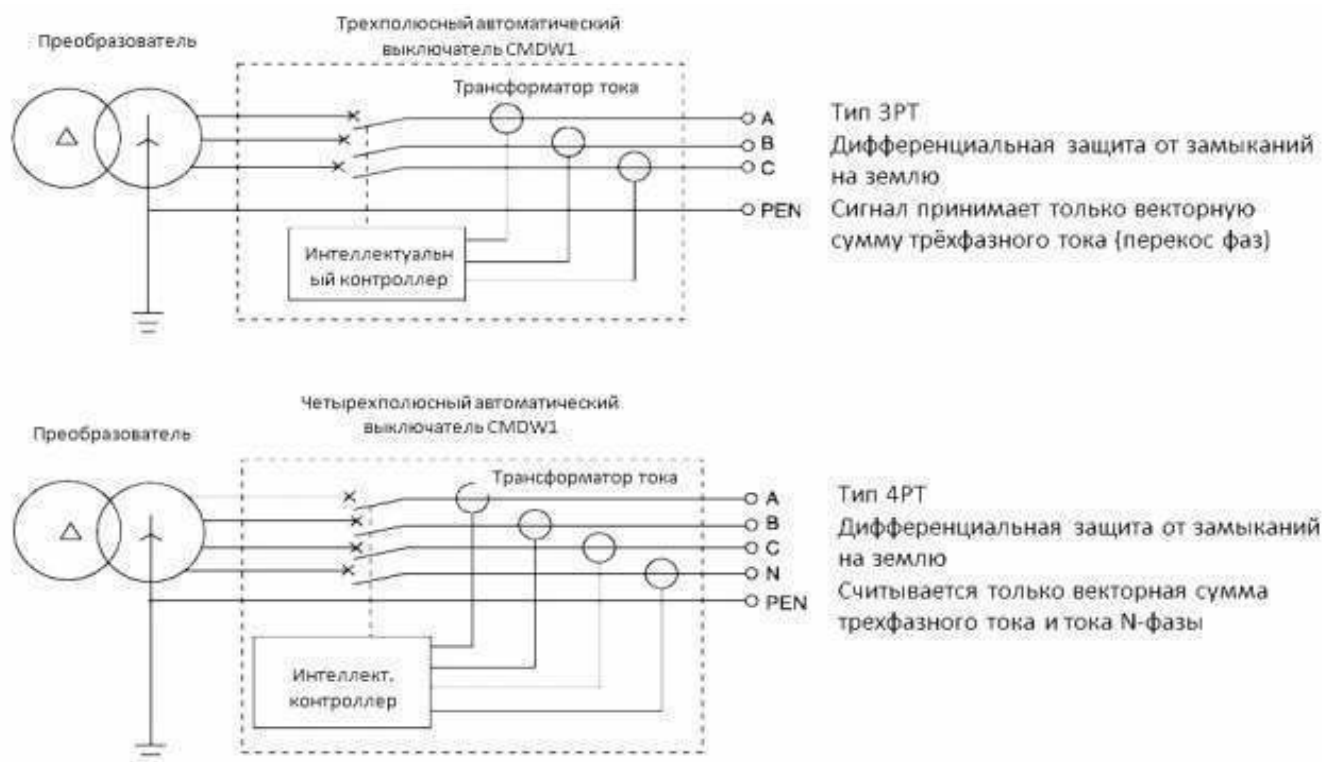 Преобразователь
Трехполюсный автоматический
выключатель CMDW1
Трансформатор тока
A
B
C
PEN
Интеллектуальн
ый контроллер
Тип 3РТ
Дифференциальная защита от замыканий
на землю
Сигнал принимает только векторную
сумму трёхфазного тока (перекос фаз)
Преобразователь
Четырехполюсный автоматический
выключатель CMDW1
Трансформатор тока
A
B
C
N
PEN
Интеллект.
контроллер
Тип 4РТ
Дифференциальная защита от замыканий
на землю
Считывается только векторная сумма
трехфазного тока и тока N-фазы